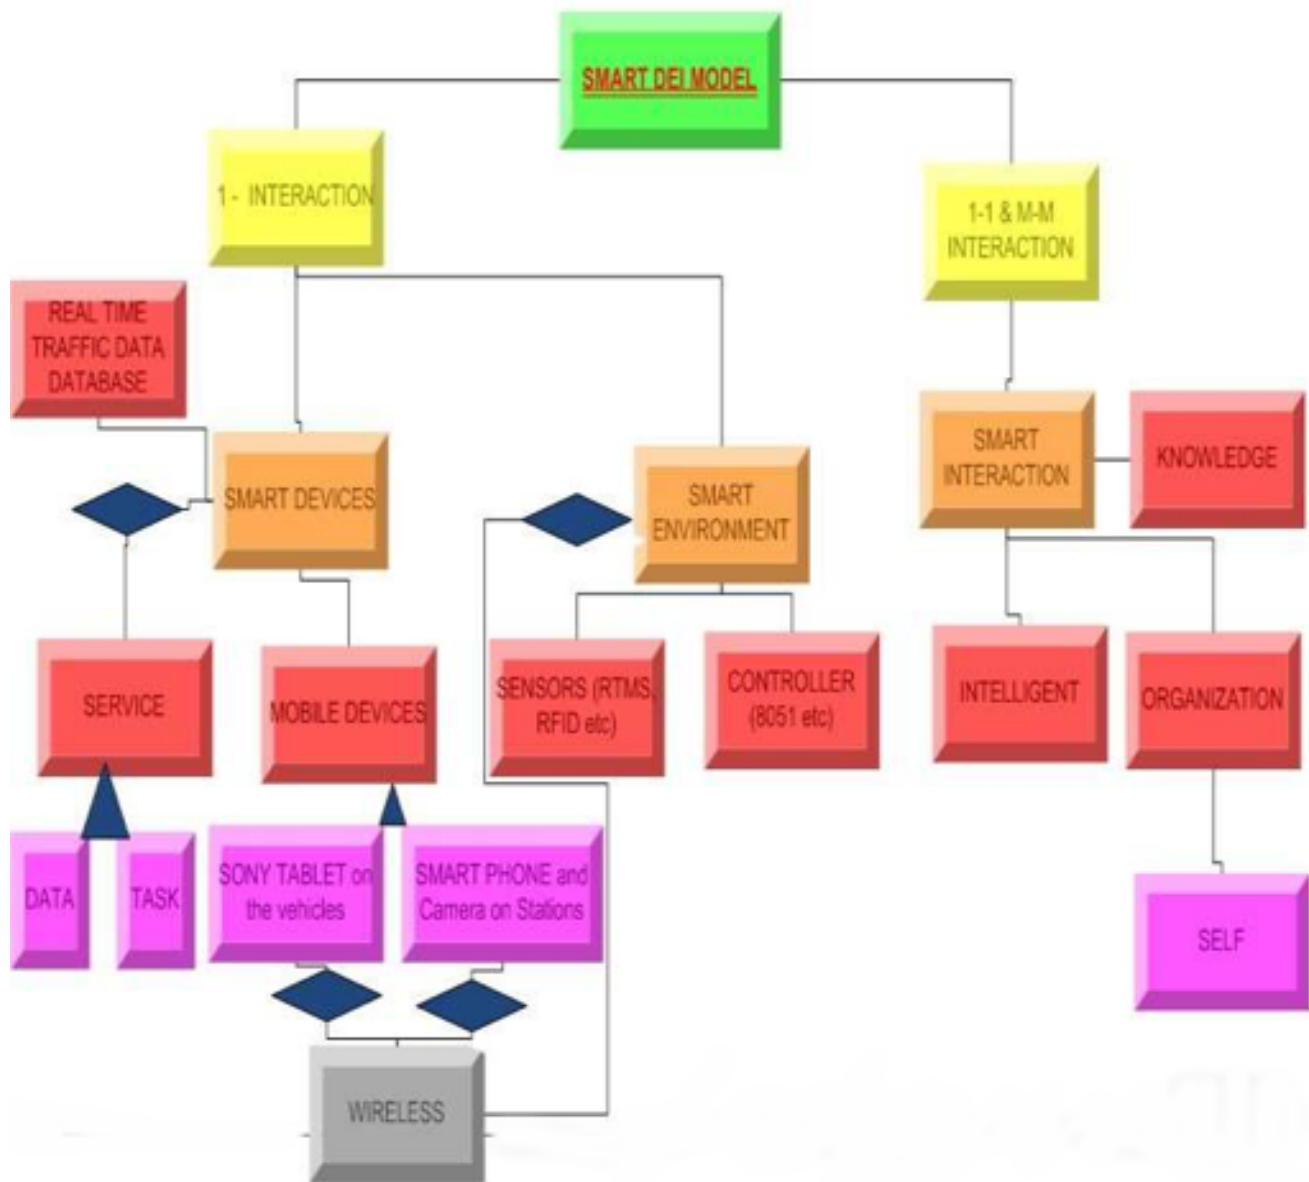 SMART DEI MODEL
1 - INTERACTION
1-1 & M-M
INTERACTION
REAL TIME
TRAFFIC DATA
DATABASE
SMART DEVICES
SMART
ENVIRONMENT
SMART
INTERACTION
KNOWLEDGE
SERVICE
MOBILE DEVICES
SENSORS (RTMS,
RFID etc)
CONTROLLER
(8051 etc)
INTELLIGENT
ORGANIZATION
DATA
TASK
SONY TABLET on
the vehicles
SMART PHONE and
Camera on Stations
SELF
WIRELESS